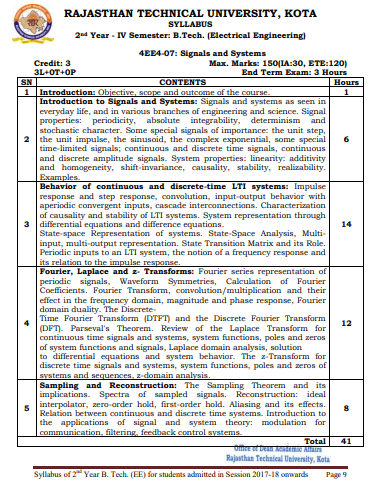 RAJASTHAN TECHNICAL UNIVERSITY, KOTA
SYLLABUS
2nd Year - IV Semester: B.Tech. (Electrical Engineering)
4EE4-07: Signals and Systems
Credit: 3 Max. Marks: 150(IA:30, ETE:120)
3L+0T+0P End Term Exam: 3 Hours
SN CONTENTS Hours
1 Introduction: Objective, scope and outcome of the course. 1
Introduction to Signals and Systems: Signals and systems as seen in
everyday life, and in various branches of engineering and science. Signal
properties: periodicity, absolute integrability, determinism and
stochastic character. Some special signals of importance: the unit step,
the unit impulse, the sinusoid, the complex exponential, some special
2 time-limited signals; continuous and discrete time signals, continuous 6
and discrete amplitude signals. System properties: linearity: additivity
and homogeneity, shift-invariance, causality, stability, realizability.
Examples.
Behavior of continuous and discrete-time LTI systems: Impulse
response and step response, convolution, input-output behavior with
aperiodic convergent inputs, cascade interconnections. Characterization
of causality and stability of LTI systems. System representation through
3 differential equations and difference equations. 14
State-space Representation of systems. State-Space Analysis, Multi-
input, multi-output representation. State Transition Matrix and its Role.
Periodic inputs to an LTI system, the notion of a frequency response and
its relation to the impulse response.
Fourier, Laplace and z- Transforms: Fourier series representation of
periodic signals, Waveform Symmetries, Calculation of Fourier
Coefficients. Fourier Transform, convolution/multiplication and their
effect in the frequency domain, magnitude and phase response, Fourier
domain duality. The Discrete-
4 Time Fourier Transform (DTFT) and the Discrete Fourier Transform 12
(DFT). Parseval's Theorem. Review of the Laplace Transform for
continuous time signals and systems, system functions, poles and zeros
of system functions and signals, Laplace domain analysis, solution
to differential equations and system behavior. The z-Transform for
discrete time signals and systems, system functions, poles and zeros of
systems and sequences, z-domain analysis.
Sampling and Reconstruction: The Sampling Theorem and its
implications. Spectra of sampled signals. Reconstruction: ideal
5 interpolator, zero-order hold, first-order hold. Aliasing and its effects. 8
Relation between continuous and discrete time systems. Introduction to
the applications of signal and system theory: modulation for
communication, filtering, feedback control systems.
Total 41
Office of Dean Academic Affairs
Rajasthan Technical University, Kota
Syllabus of 2nd Year B. Tech. (EE) for students admitted in Session 2017-18 onwards Page 9